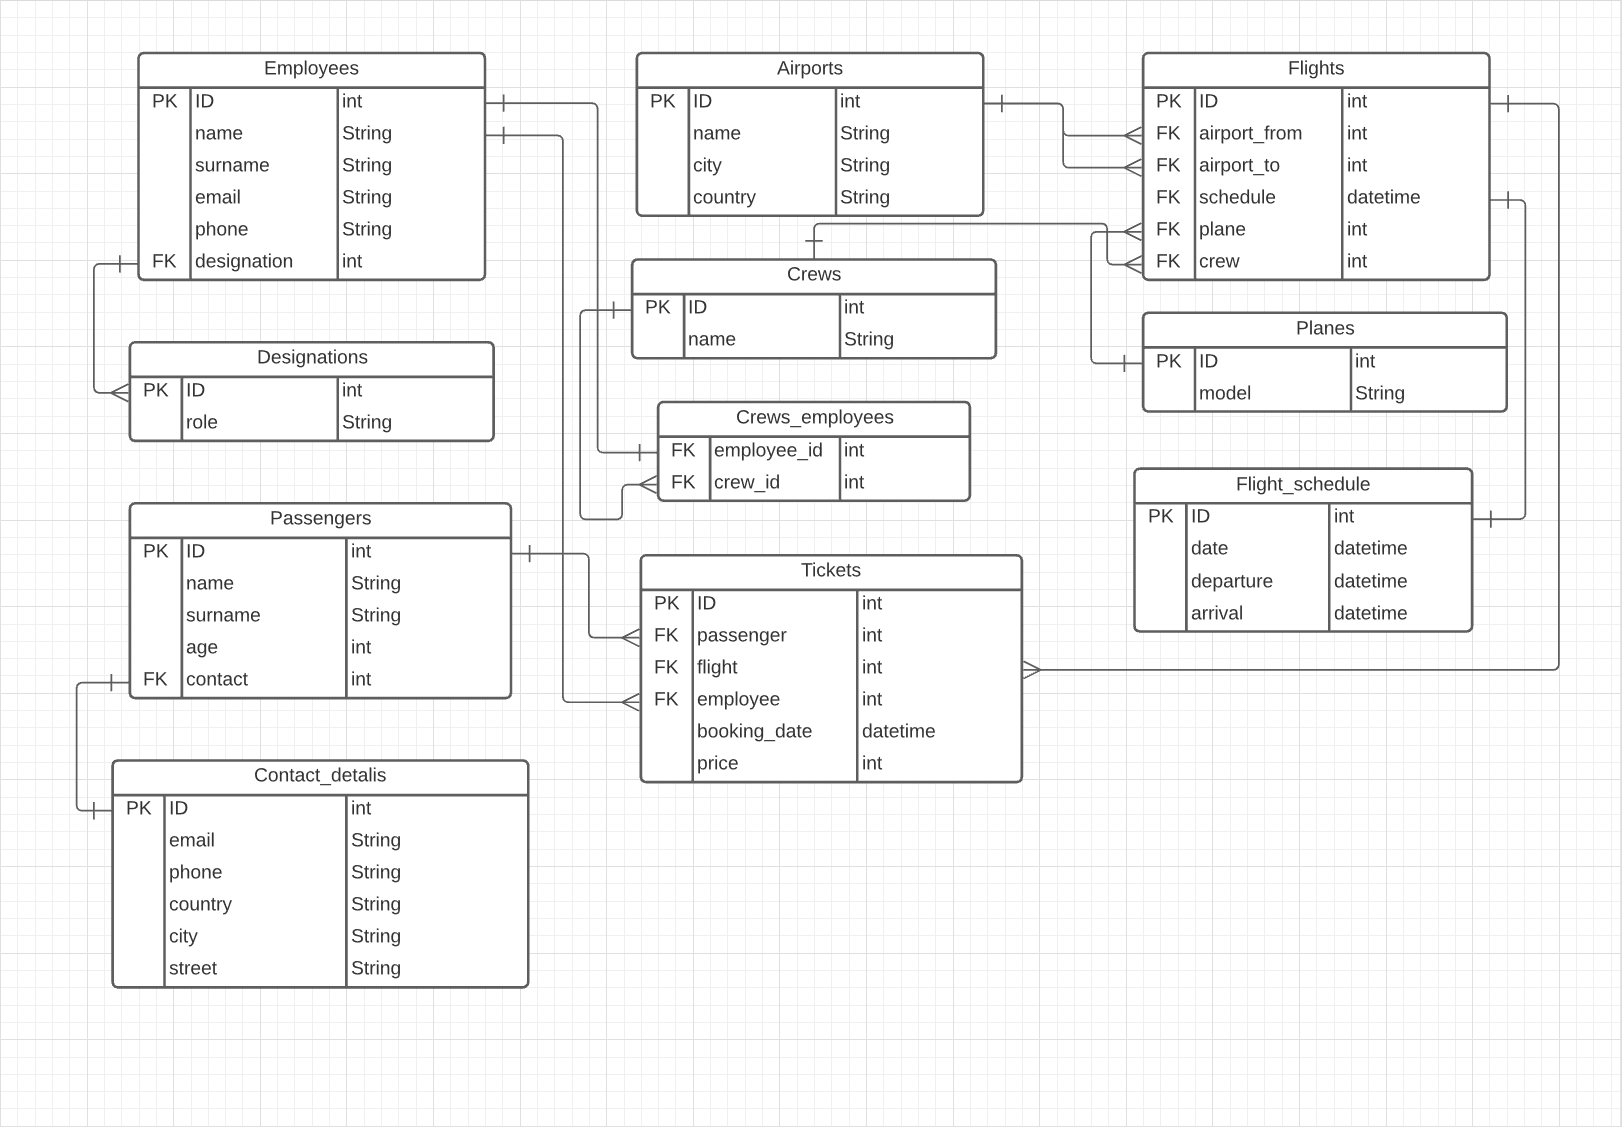 Employees
PK ID int
name String
surname String
email String
phone String
FK designation int
Airports
PK ID int
name String
city String
country String
Flights
PK ID int
FK airport_from int
FK airport_to int
FK schedule datetime
FK plane int
FK crew int
Crews
PK ID int
name String
Planes
PK ID int
model String
Designations
PK ID int
role String
Crews_employees
FK employee_id int
FK crew_id int
Flight_schedule
PK ID int
date datetime
departure datetime
arrival datetime
Passengers
PK ID int
name String
surname String
age int
FK contact int
Tickets
PK ID int
FK passenger int
FK flight int
FK employee int
booking_date datetime
price int
Contact_detalis
PK ID int
email String
phone String
country String
city String
street String